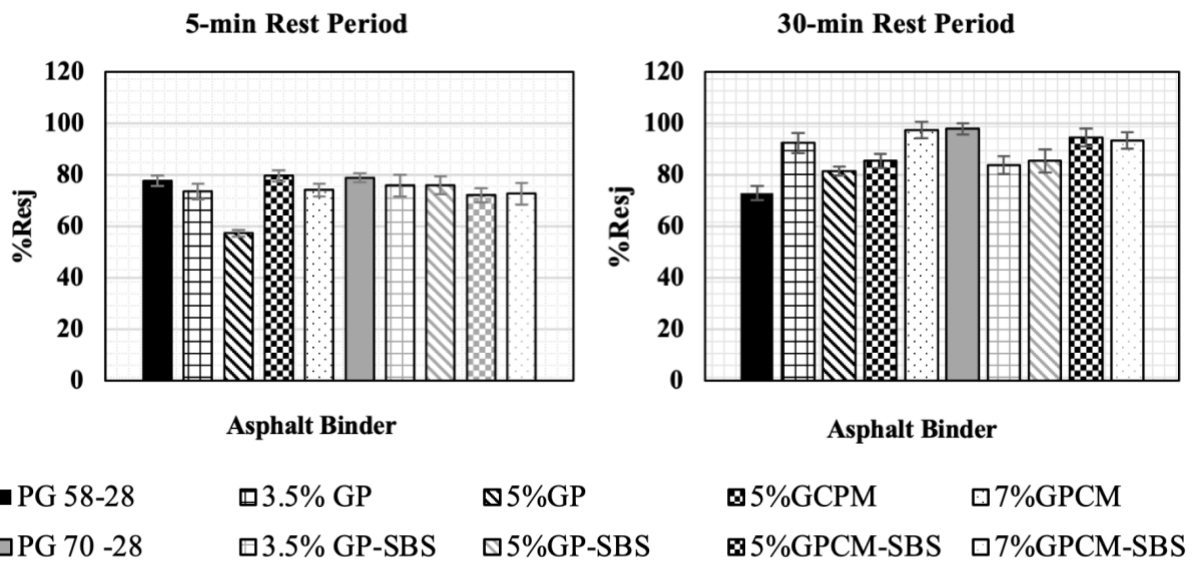 5-min Rest Period
120
100
80
60
40
20
0
%Resj
Asphalt Binder
30-min Rest Period
120
100
80
60
40
20
0
%Resj
Asphalt Binder
PG 58-28 3.5% GP 5%GP 5%GCPM 7%GPCM
PG 70 -28 3.5% GP-SBS 5%GP-SBS 5%GPCM-SBS 7%GPCM-SBS